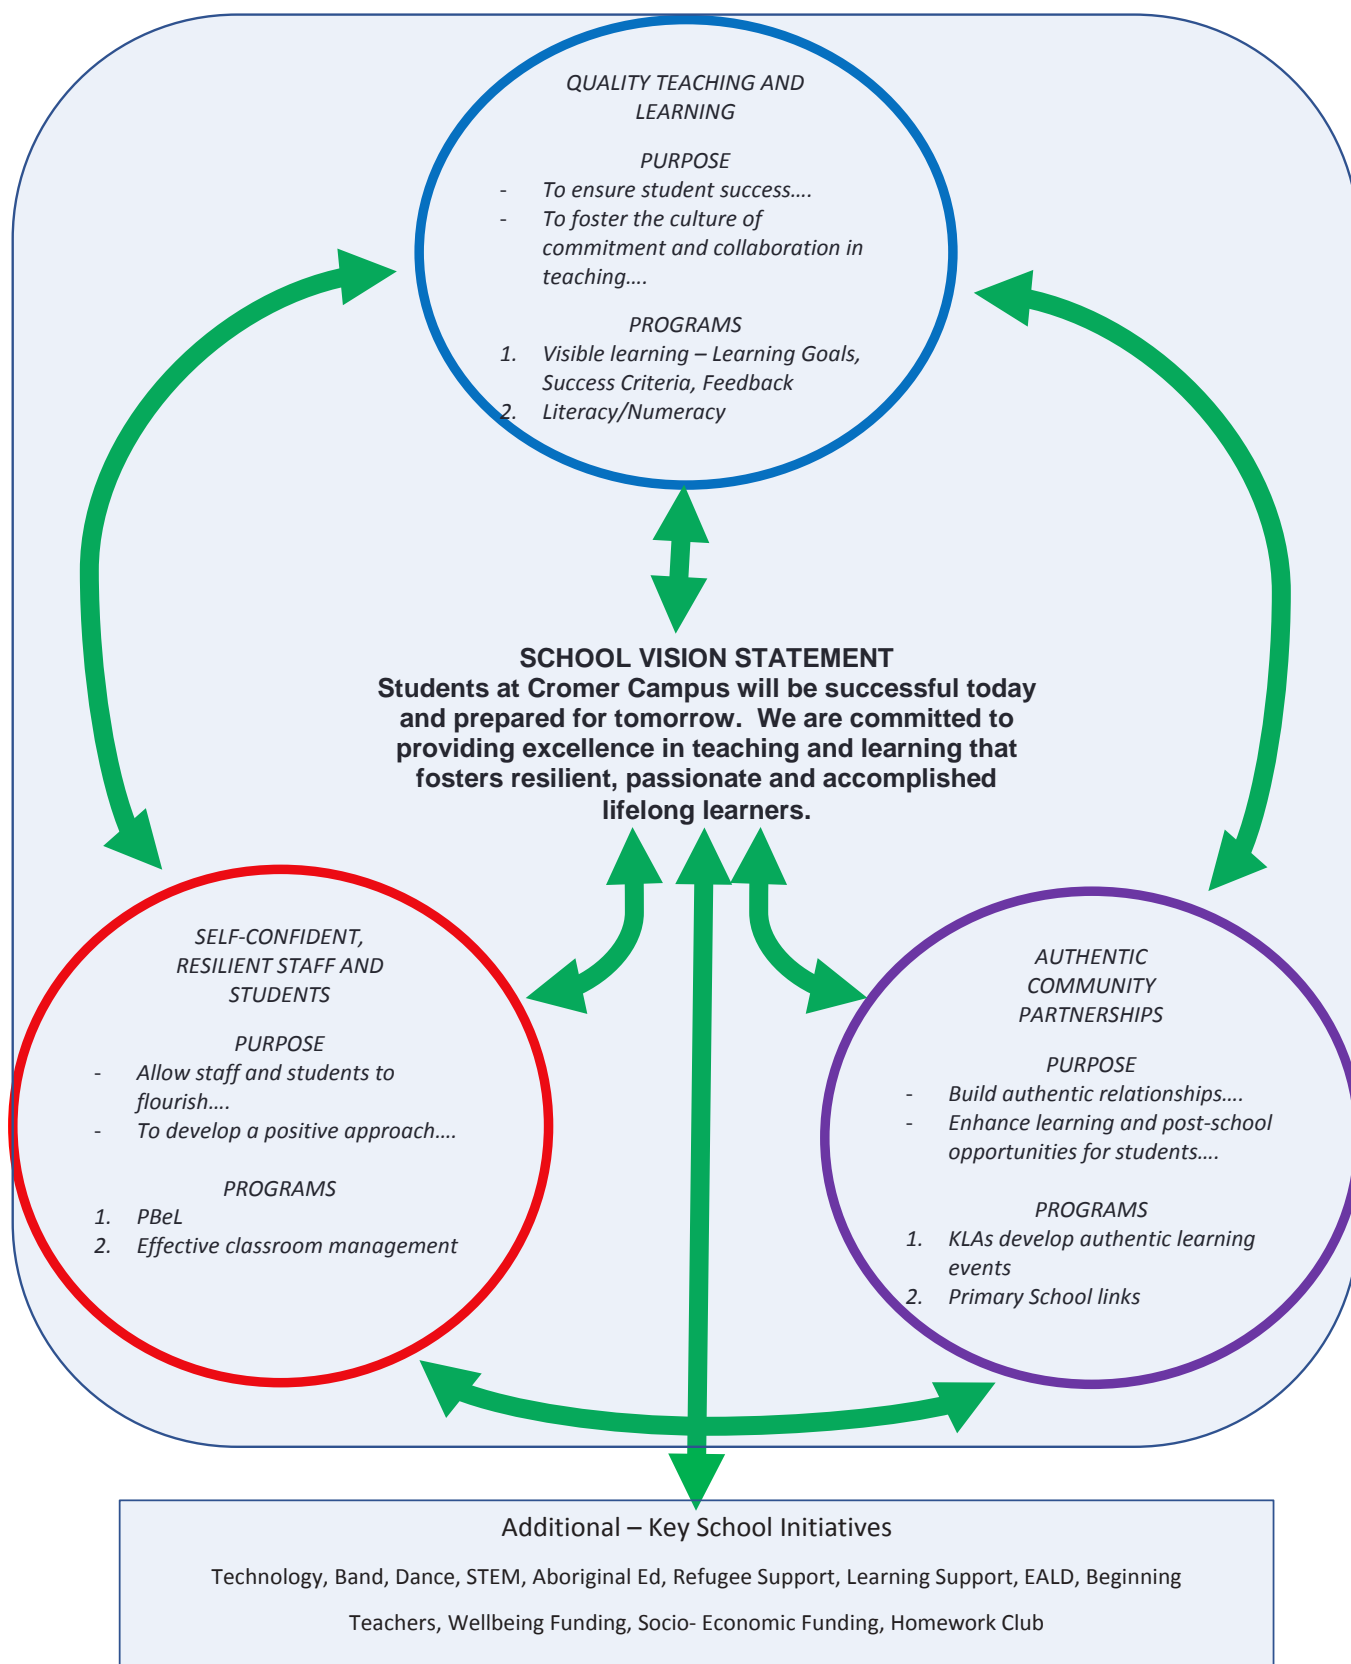 QUALITY TEACHING AND
LEARNING
PURPOSE
- To ensure student success....
- To foster the culture of
commitment and collaboration in
teaching....
PROGRAMS
1. Visible learning – Learning Goals,
Success Criteria, Feedback
2. Literacy/Numeracy
SCHOOL VISION STATEMENT
Students at Cromer Campus will be successful today
and prepared for tomorrow.  We are committed to
providing excellence in teaching and learning that
fosters resilient, passionate and accomplished
lifelong learners.
SELF-CONFIDENT,
RESILIENT STAFF AND
STUDENTS
PURPOSE
- Allow staff and students to
flourish....
- To develop a positive approach....
PROGRAMS
1. PBeL
2. Effective classroom management
AUTHENTIC
COMMUNITY
PARTNERSHIPS
PURPOSE
- Build authentic relationships....
- Enhance learning and post-school
opportunities for students....
PROGRAMS
1. KLAs develop authentic learning
events
2. Primary School links
Additional – Key School Initiatives
Technology, Band, Dance, STEM, Aboriginal Ed, Refugee Support, Learning Support, EALD, Beginning
Teachers, Wellbeing Funding, Socio- Economic Funding, Homework Club